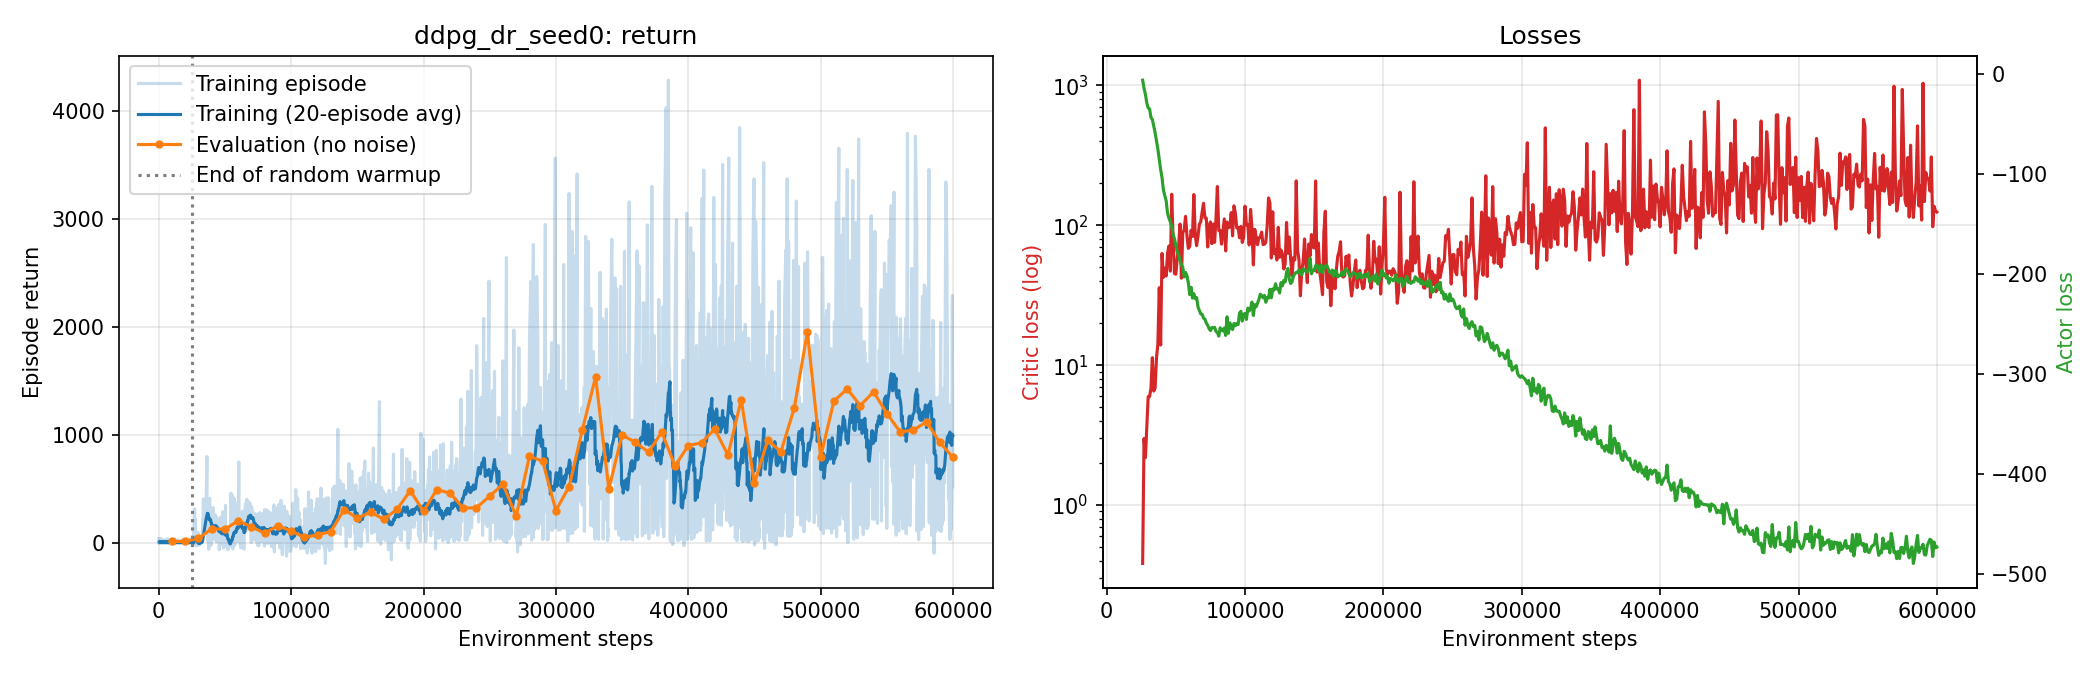 ddpg_dr_seed0: return
Training episode
Training (20-episode avg)
Evaluation (no noise)
End of random warmup
Episode return
4000
3000
2000
1000
0
0
100000
200000
300000
400000
500000
600000
Environment steps
Losses
Critic loss (log)
10³
10²
10¹
10⁰
0
−100
−200
−300
−400
−500
Actor loss
0
100000
200000
300000
400000
500000
600000
Environment steps